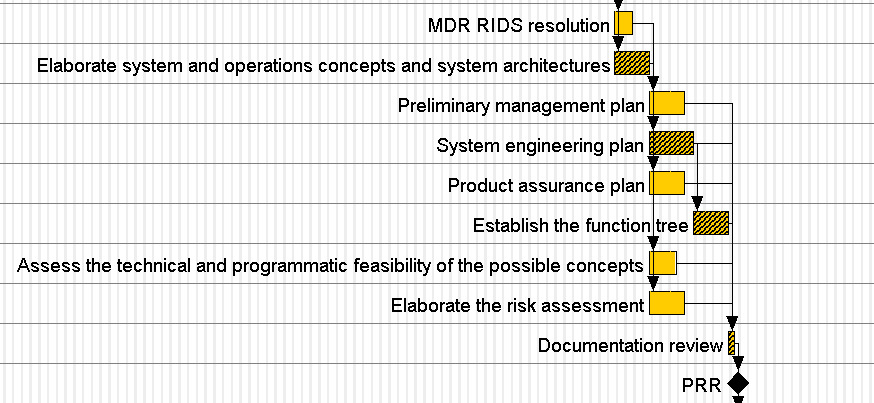 MDR RIDS resolution
Elaborate system and operations concepts and system architectures
Preliminary management plan
System engineering plan
Product assurance plan
Establish the function tree
Assess the technical and programmatic feasibility of the possible concepts
Elaborate the risk assessment
Documentation review
PRR